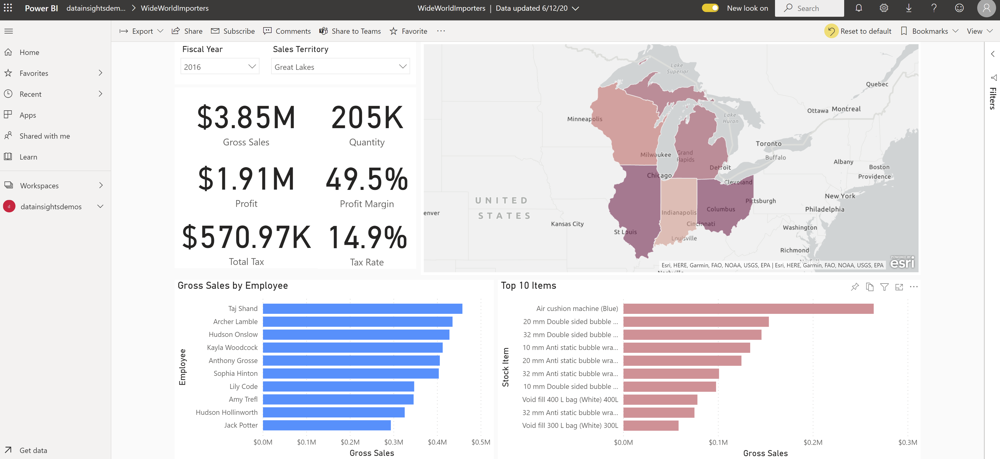 Power BI datainsightsdem... WideWorldImporters
WideWorldImporters | Data updated 6/12/20
New look on
Search
Export Share Subscribe Comments Share to Teams Favorite ...
Reset to default Bookmarks View
Home
Favorites
Recent
Apps
Shared with me
Learn
Workspaces
d datainsightsdemos
Get data
Fiscal Year
2016
Sales Territory
Great Lakes
$3.85M
Gross Sales
205K
Quantity
$1.91M
Profit
49.5%
Profit Margin
$570.97K
Total Tax
14.9%
Tax Rate
Lake
Superior
Quebec
Ottawa Montreal
Lake
Huron
Minneapolis
Toronto
Milwaukee
Grand
Rapids
Buffalo
Albany
Detroit
Boston
Chicago
Providence
Cleveland
New York
UNITED
STATES
Pittsburgh
Philadelphia
Columbus
Indianapolis
enver
Kansas City
Cincinnati
Washington
St Louis
Louisville
Richmond
Norfolk
Esri, HERE, Garmin, FAO, NOAA, USGS, EPA | Esri, HERE, Garmin, FAO, NOAA, USGS, EPA
POWERED BY
esri
Filters
Gross Sales by Employee
Employee
Taj Shand
Archer Lamble
Hudson Onslow
Kayla Woodcock
Anthony Grosse
Sophia Hinton
Lily Code
Amy Trefl
Hudson Hollinworth
Jack Potter
$0.0M $0.1M $0.2M $0.3M $0.4M $0.5M
Gross Sales
Top 10 Items
Stock Item
Air cushion machine (Blue)
20 mm Double sided bubble ...
32 mm Double sided bubble ...
10 mm Anti static bubble wra...
20 mm Anti static bubble wra...
32 mm Anti static bubble wra...
10 mm Double sided bubble ...
Void fill 400 L bag (White) 400L
32 mm Anti static bubble wra...
Void fill 300 L bag (White) 300L
$0.0M $0.1M $0.2M $0.3M
Gross Sales